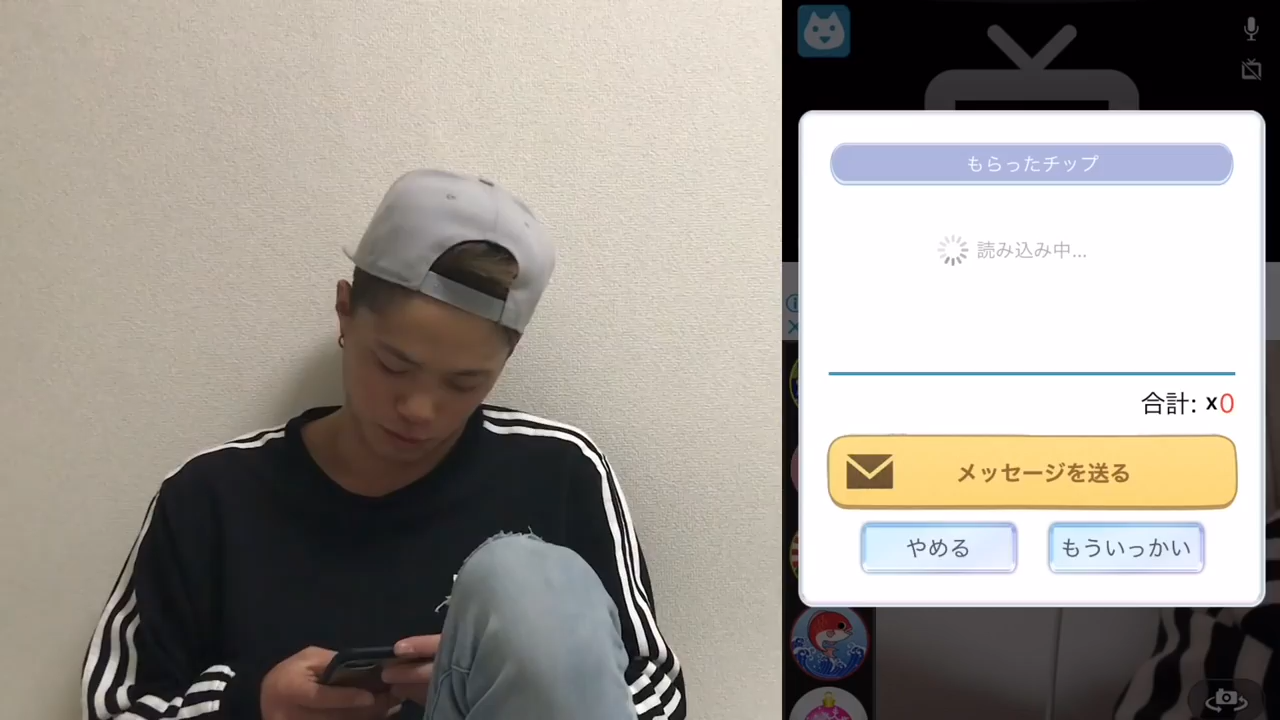 もらったチップ
読み込み中...
合計: x0
メッセージを送る
やめる
もういっかい